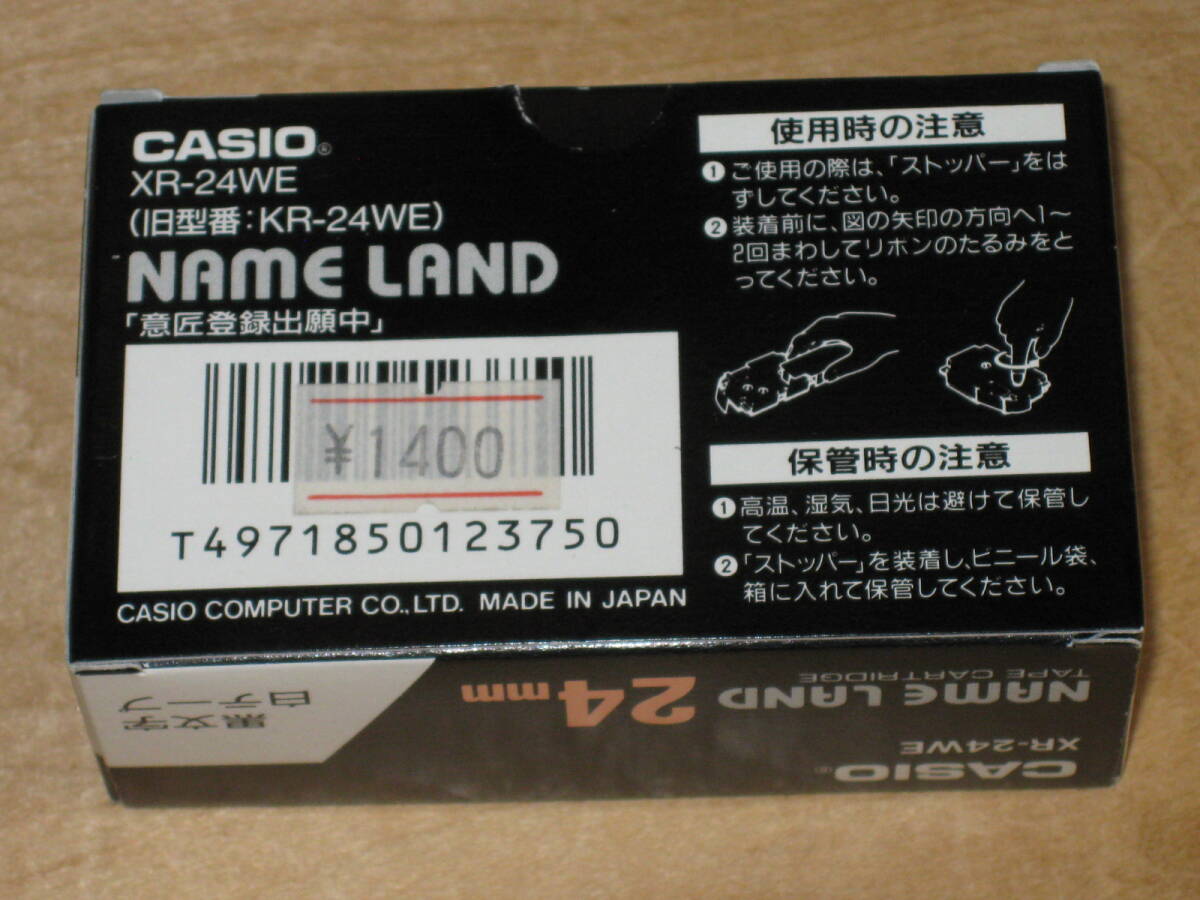 CASIO®
XR-24WE
(旧型番:KR-24WE)
NAME LAND
「意匠登録出願中」
¥1400
T4971850123750
CASIO COMPUTER CO.,LTD. MADE IN JAPAN
使用時の注意
❶ご使用の際は、「ストッパー」をは
ずしてください。
❷装着前に、図の矢印の方向へ1〜
2回まわしてリボンのたるみをと
ってください。
保管時の注意
❶高温、湿気、日光は避けて保管し
てください。
❷「ストッパー」を装着し、ビニール袋、
箱に入れて保管してください。
CASIO®
XR-24WE
NAME LAND 24mm
TAPE CARTRIDGE
黒文字
白テープ